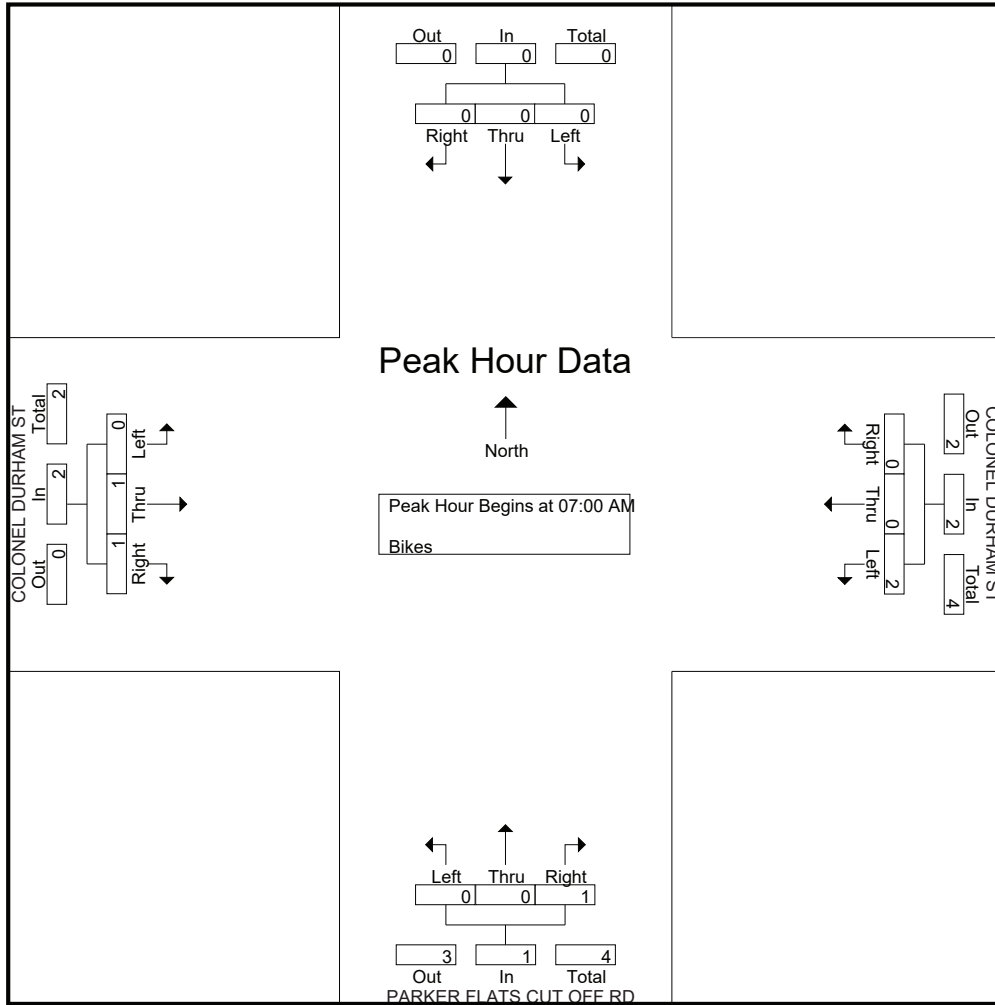 Out In Total
0 0 0
0 0 0
Right Thru Left
Peak Hour Data
North
Peak Hour Begins at 07:00 AM
Bikes
COLONEL DURHAM ST
Total In Out
2 2 0
0 1 1
Left Thru Right
COLONEL DURHAM ST
Out In Total
2 2 4
0 0 2
Right Thru Left
Left Thru Right
0 0 1
3 1 4
Out In Total
PARKER FLATS CUT OFF RD